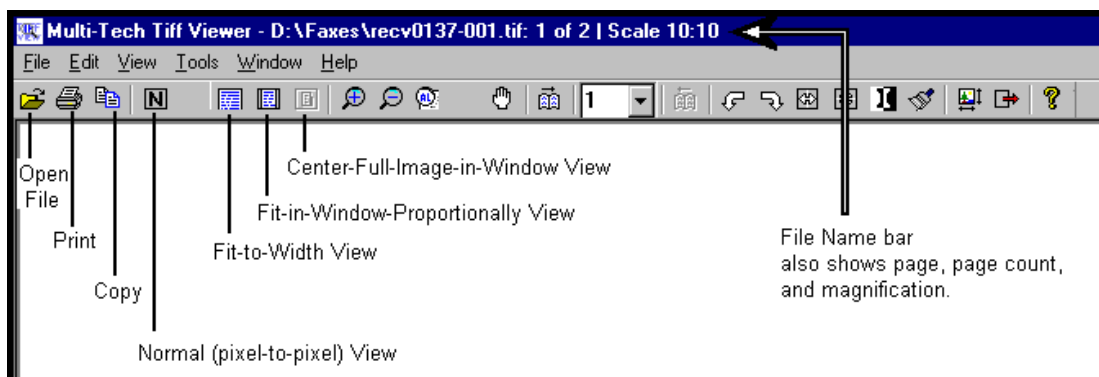 Multi-Tech Tiff Viewer - D:\Faxes\recv0137-001.tif: 1 of 2 | Scale 10:10
File Edit View Tools Window Help
N 1
Center-Full-Image-in-Window View
Open
File
Fit-in-Window-Proportionally View
Print
Fit-to-Width View
File Name bar
also shows page, page count,
and magnification.
Copy
Normal (pixel-to-pixel) View